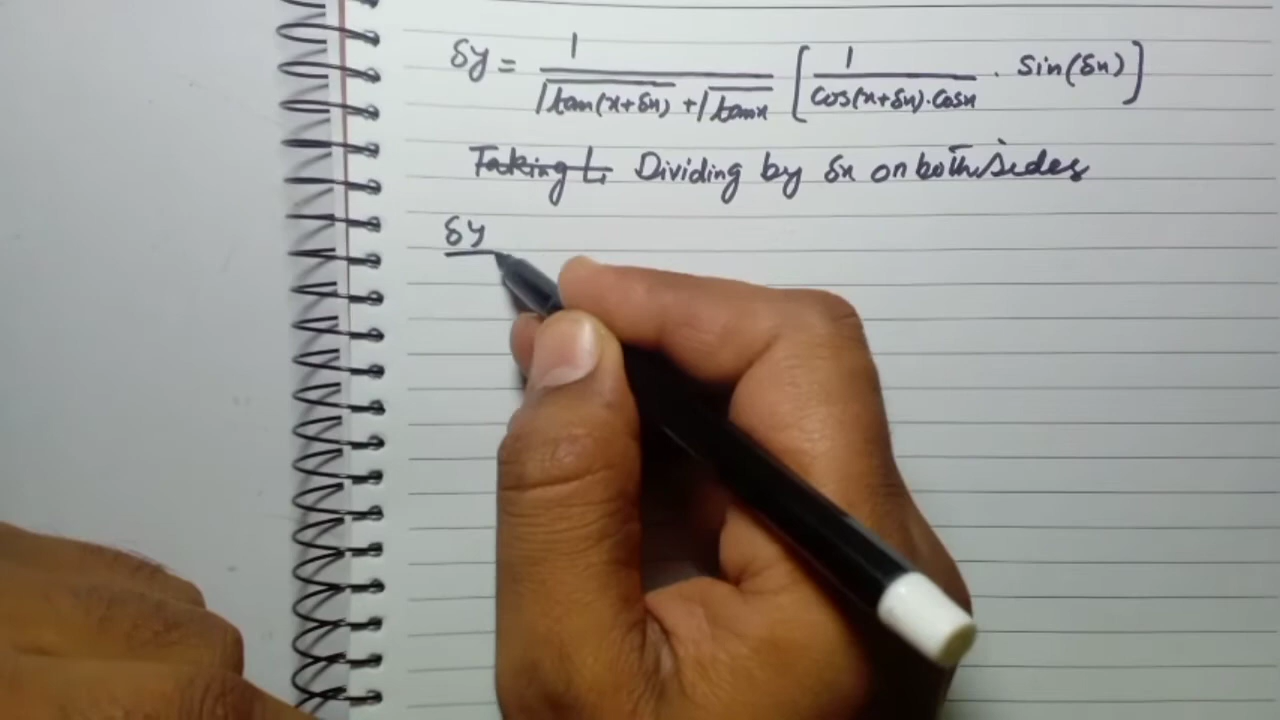 δy = 1 / (√tan(x+δx) + √tanx) [ 1 / (cos(x+δx)·cosx) · sin(δx) ]
Taking L. Dividing by δx on both sides
δy